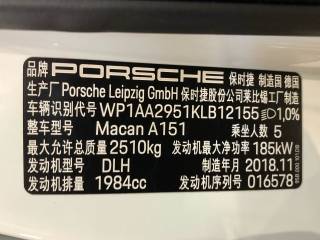 品牌 PORSCHE 保时捷 制造国 德国
生产厂 Porsche Leipzig GmbH 保时捷股份公司莱比锡工厂制造
车辆识别代号 WP1AA2951KLB12155 1,0%
整车型号 Macan A151 乘坐人数 5
最大允许总质量 2510kg 发动机最大净功率 185kW
发动机型号 DLH 制造年月 2018.11
发动机排量 1984cc 发动机序列号 016578